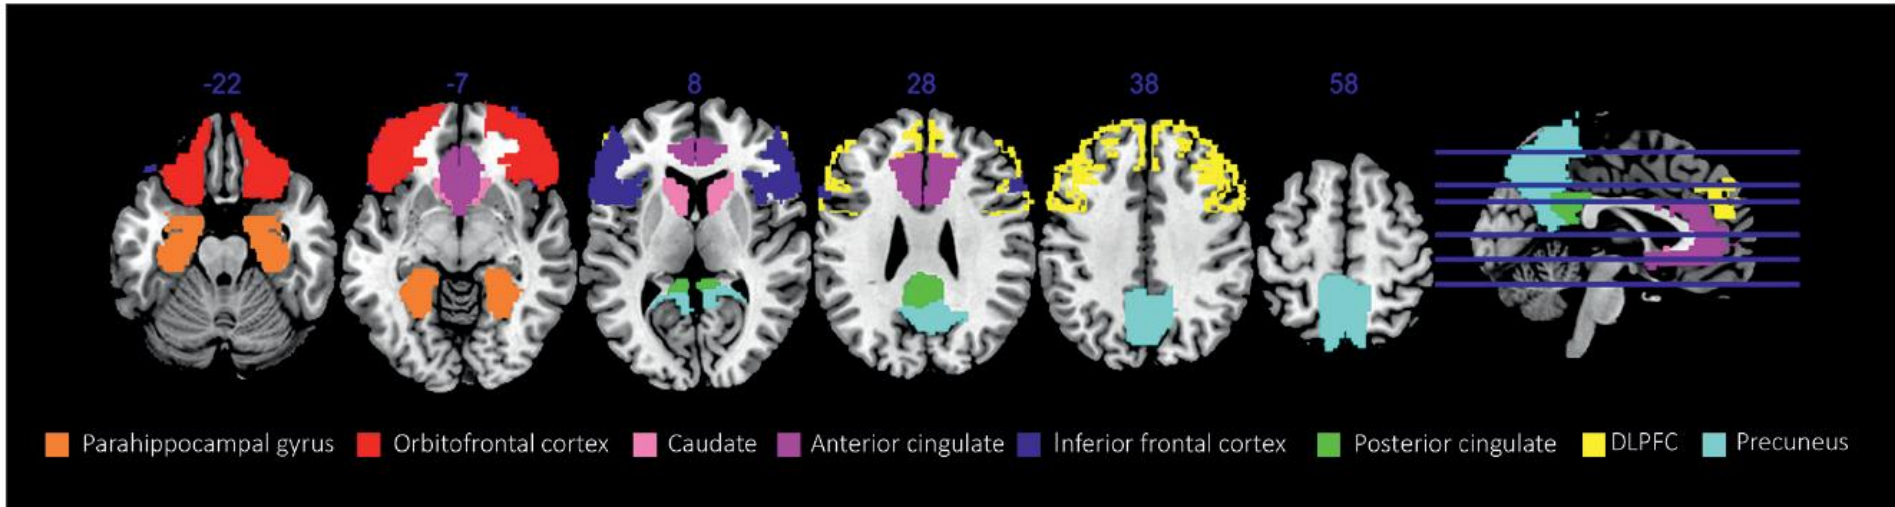 -22 -7 8 28 38 58
Parahippocampal gyrus Orbitofrontal cortex Caudate Anterior cingulate Inferior frontal cortex Posterior cingulate DLPFC Precuneus